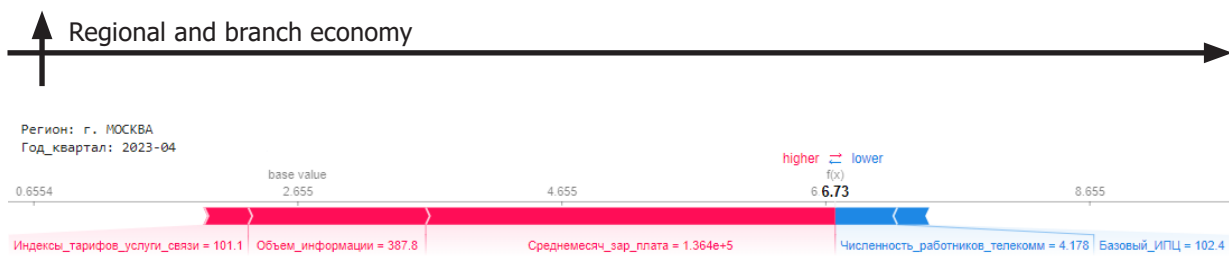 Regional and branch economy
Регион: г. МОСКВА
Год_квартал: 2023-04
higher ⇄ lower
base value f(x)
0.6554 2.655 4.655 6.73 8.655
Индексы_тарифов_услуги_связи = 101.1 Объем_информации = 387.8 Среднемесяч_зар_плата = 1.364e+5 Численность_работников_телекомм = 4.178 Базовый_ИПЦ = 102.4